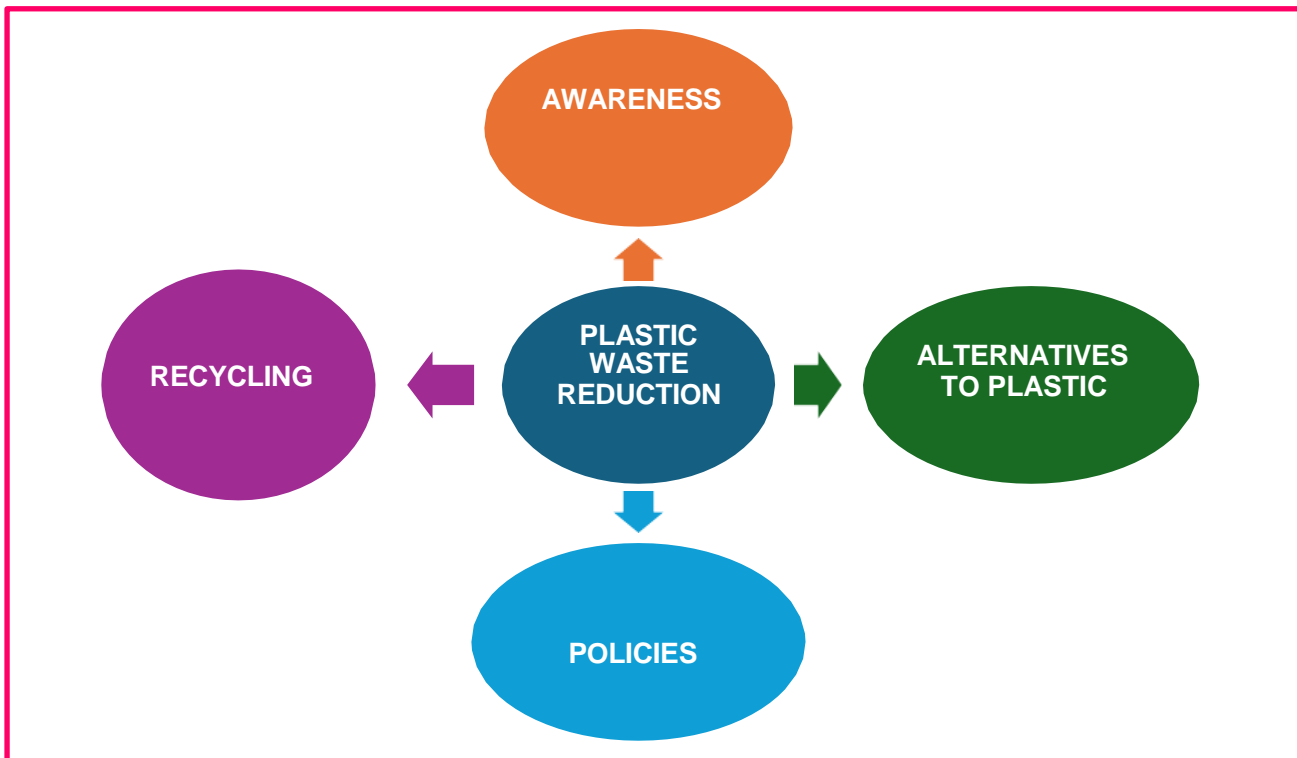 AWARENESS
RECYCLING
PLASTIC
WASTE
REDUCTION
ALTERNATIVES
TO PLASTIC
POLICIES